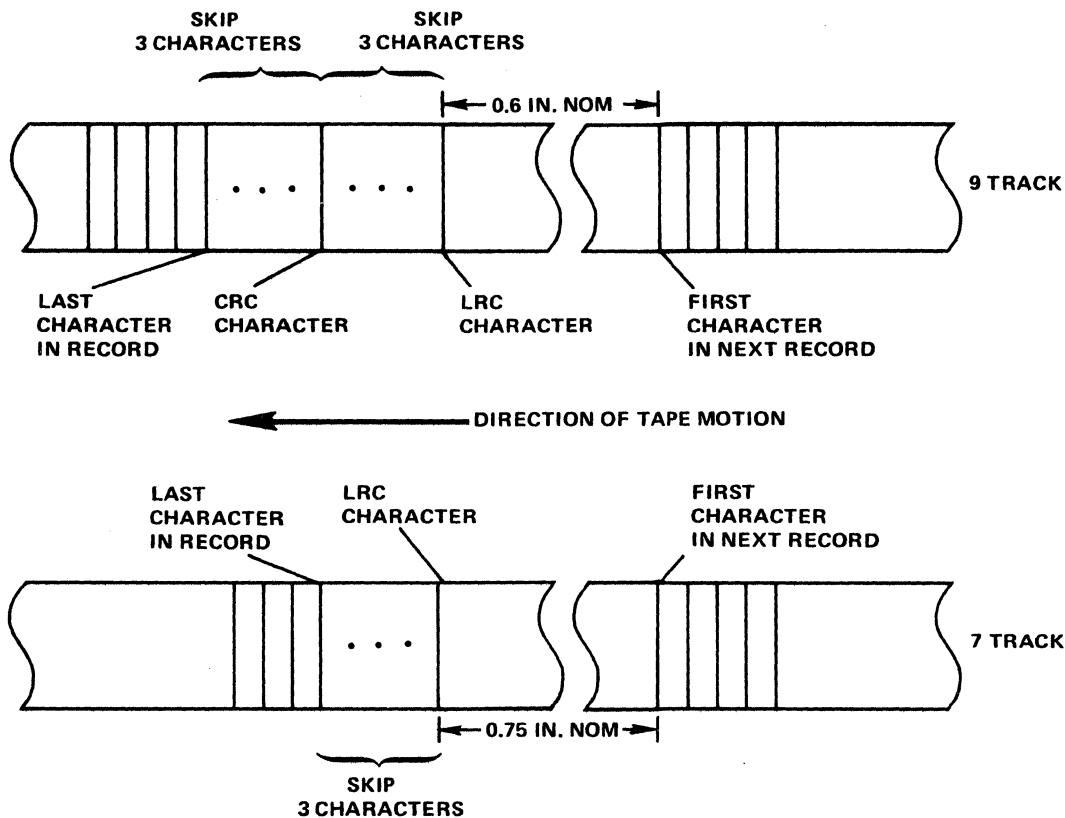 SKIP
3 CHARACTERS
SKIP
3 CHARACTERS
0.6 IN. NOM
9 TRACK
LAST
CHARACTER
IN RECORD
CRC
CHARACTER
LRC
CHARACTER
FIRST
CHARACTER
IN NEXT RECORD
DIRECTION OF TAPE MOTION
LAST
CHARACTER
IN RECORD
LRC
CHARACTER
FIRST
CHARACTER
IN NEXT RECORD
7 TRACK
0.75 IN. NOM
SKIP
3 CHARACTERS